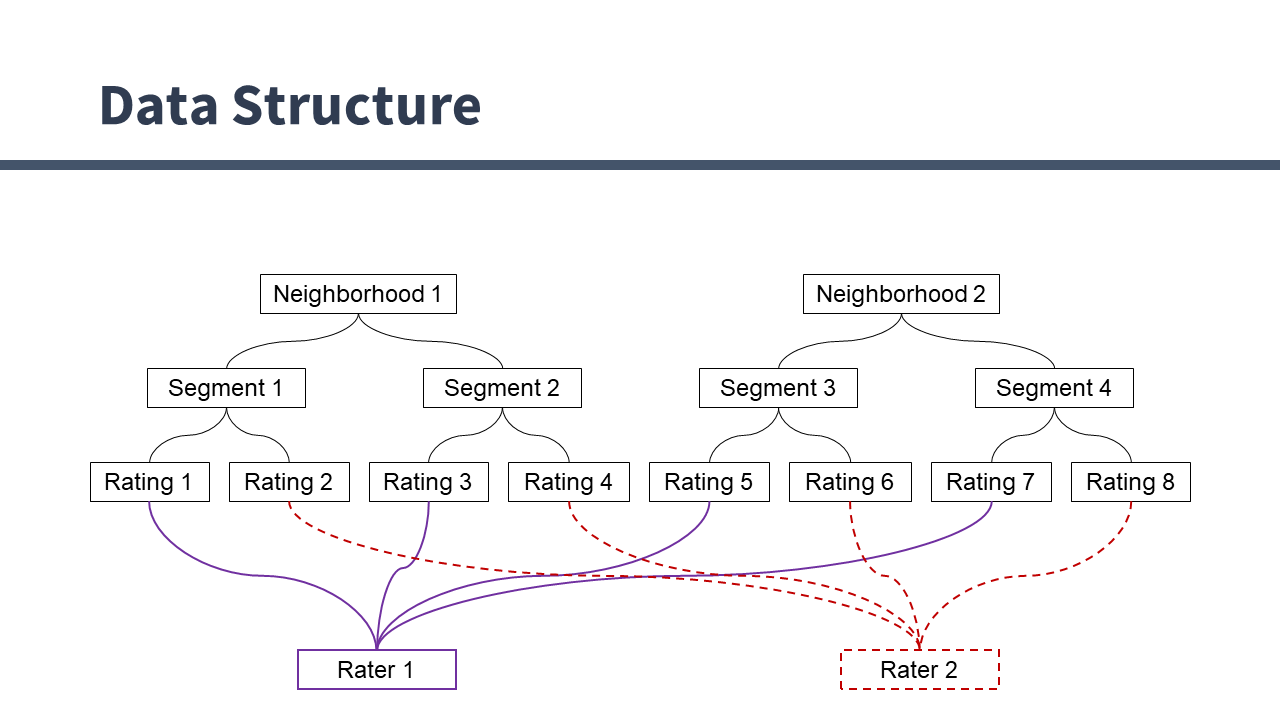 Data Structure
Neighborhood 1
Neighborhood 2
Segment 1
Segment 2
Segment 3
Segment 4
Rating 1
Rating 2
Rating 3
Rating 4
Rating 5
Rating 6
Rating 7
Rating 8
Rater 1
Rater 2